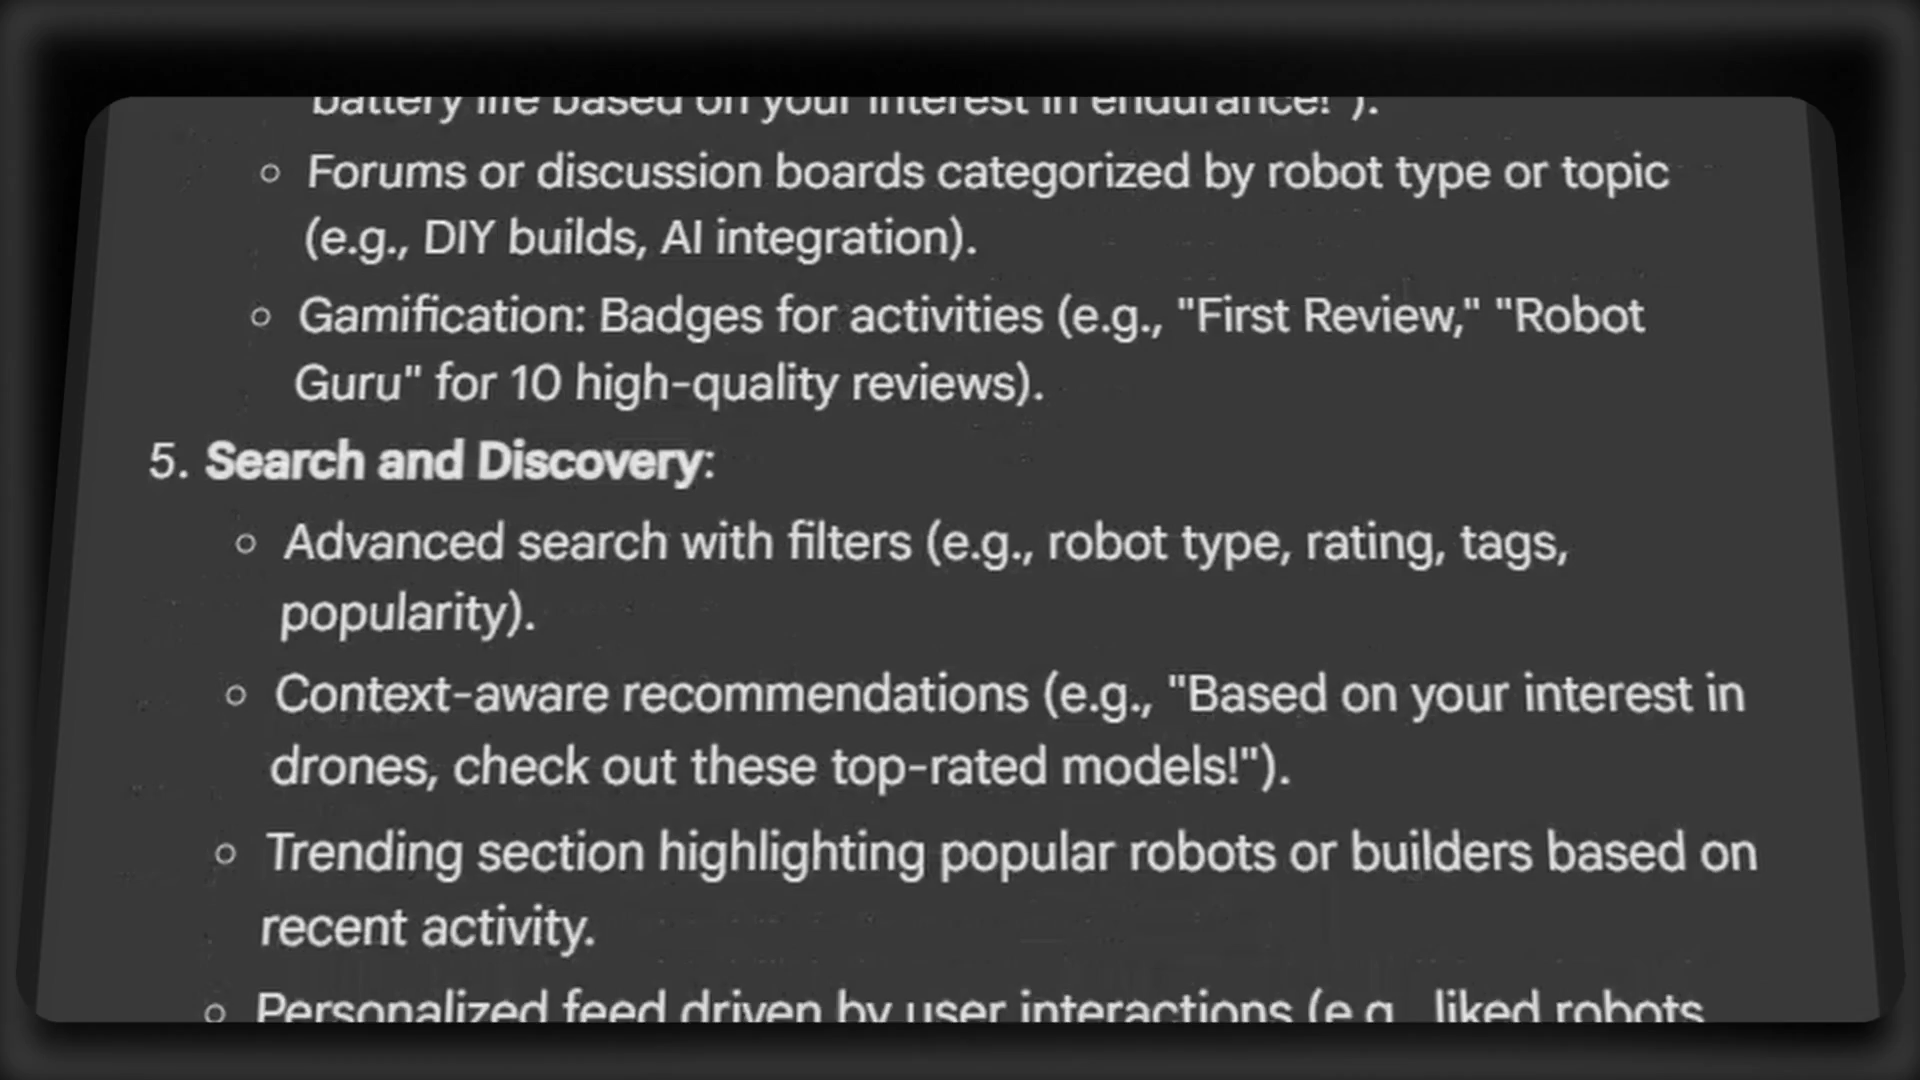 battery life based on your interest in endurance!").
Forums or discussion boards categorized by robot type or topic
(e.g., DIY builds, AI integration).
Gamification: Badges for activities (e.g., "First Review," "Robot
Guru" for 10 high-quality reviews).
5. Search and Discovery:
Advanced search with filters (e.g., robot type, rating, tags,
popularity).
Context-aware recommendations (e.g., "Based on your interest in
drones, check out these top-rated models!").
Trending section highlighting popular robots or builders based on
recent activity.
Personalized feed driven by user interactions (e.g., liked robots